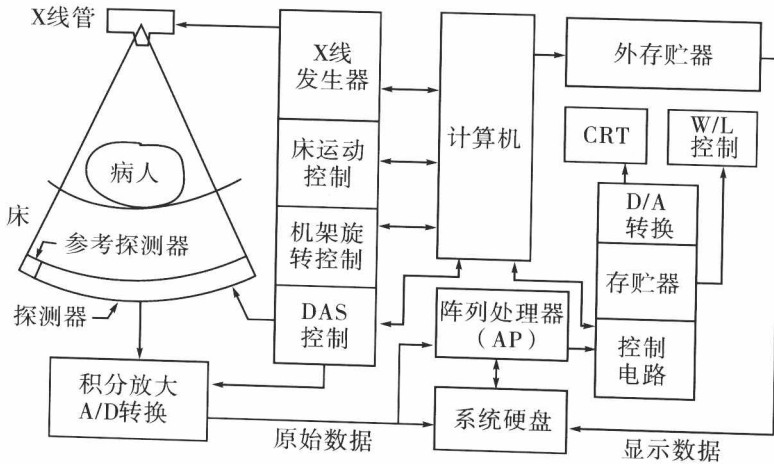 X线管
X线
发生器
计算机
外存贮器
CRT
W/L
控制
病人
床运动
控制
D/A
转换
床
参考探测器
机架旋
转控制
存贮器
探测器
DAS
控制
阵列处理器
(AP)
控制
电路
积分放大
A/D转换
原始数据
系统硬盘
显示数据